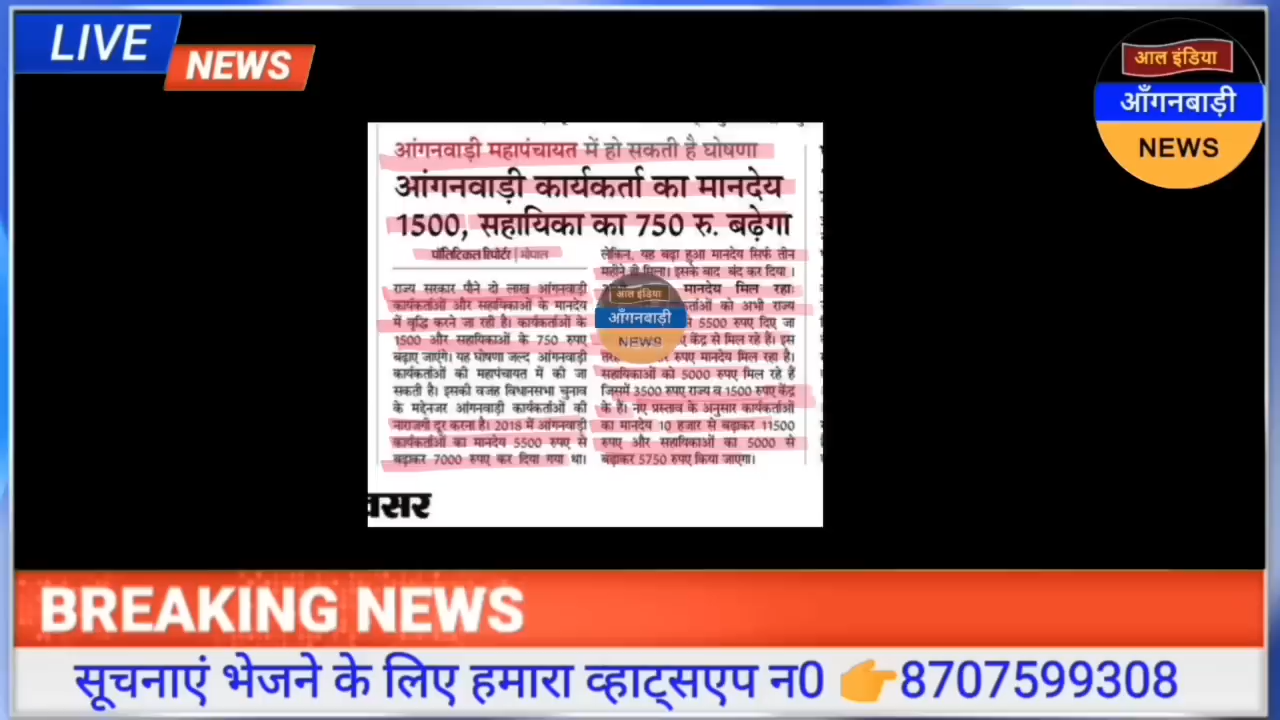 LIVE
NEWS
आल इंडिया
आँगनबाड़ी
NEWS
आंगनवाड़ी महापंचायत में हो सकती है घोषणा
आंगनवाड़ी कार्यकर्ता का मानदेय
1500, सहायिका का 750 रु. बढ़ेगा
पॉलिटिकल रिपोर्टर | भोपाल
राज्य सरकार पौने दो लाख आंगनवाड़ी
कार्यकर्ताओं और सहायिकाओं के मानदेय
में वृद्धि करने जा रही है। कार्यकर्ताओं के
1500 और सहायिकाओं के 750 रुपए
बढ़ाए जाएंगे। यह घोषणा जल्द आंगनवाड़ी
कार्यकर्ताओं की महापंचायत में की जा
सकती है। इसकी वजह विधानसभा चुनाव
के मद्देनजर आंगनवाड़ी कार्यकर्ताओं की
नाराजगी दूर करना है। 2018 में आंगनवाड़ी
कार्यकर्ताओं का मानदेय 5500 रुपए से
बढ़ाकर 7000 रुपए कर दिया गया था।
लेकिन, यह बढ़ा हुआ मानदेय सिर्फ तीन
महीने ही मिला। इसके बाद बंद कर दिया।
मानदेय मिल रहा:
को अभी राज्य
5500 रुपए दिए जा
केंद्र से मिल रहे हैं। इस
रुपए मानदेय मिल रहा है।
सहायिकाओं को 5000 रुपए मिल रहे हैं
जिसमें 3500 रुपए राज्य व 1500 रुपए केंद्र
के हैं। नए प्रस्ताव के अनुसार कार्यकर्ताओं
का मानदेय 10 हजार से बढ़ाकर 11500
रुपए और सहायिकाओं का 5000 से
बढ़ाकर 5750 रुपए किया जाएगा।
आल इंडिया
आँगनबाड़ी
NEWS
BREAKING NEWS
सूचनाएं भेजने के लिए हमारा व्हाट्सएप न0 👉8707599308